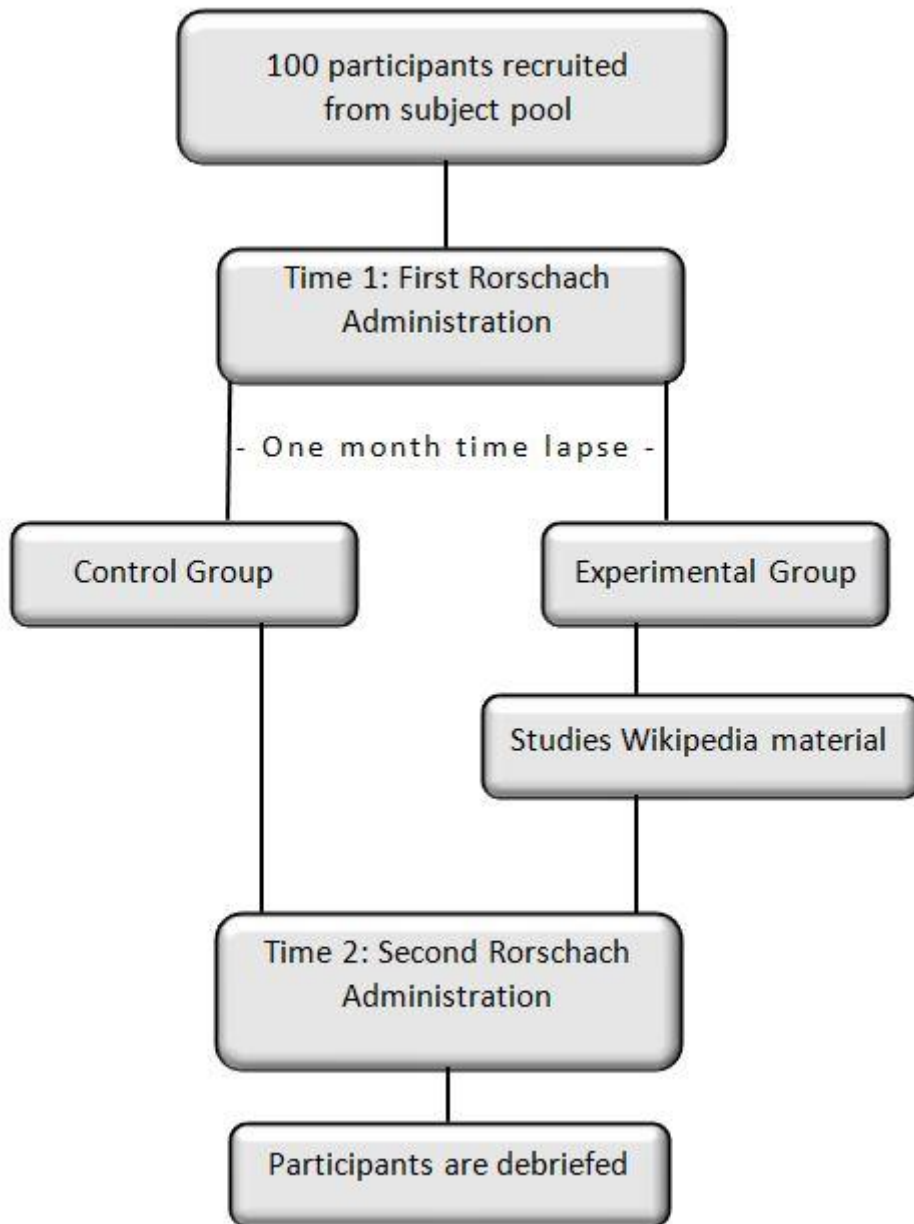 100 participants recruited
from subject pool
Time 1: First Rorschach
Administration
- One month time lapse -
Control Group
Experimental Group
Studies Wikipedia material
Time 2: Second Rorschach
Administration
Participants are debriefed